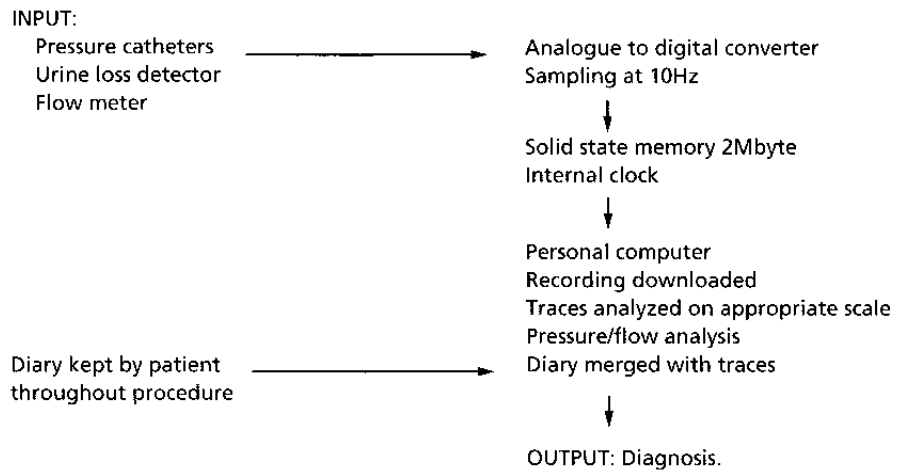 INPUT:
Pressure catheters
Urine loss detector
Flow meter
Analogue to digital converter
Sampling at 10Hz
Solid state memory 2Mbyte
Internal clock
Personal computer
Recording downloaded
Traces analyzed on appropriate scale
Pressure/flow analysis
Diary merged with traces
Diary kept by patient
throughout procedure
OUTPUT: Diagnosis.